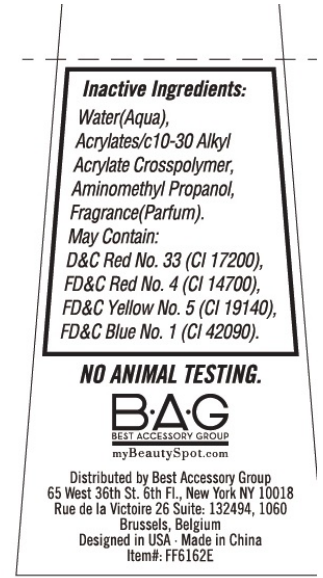 Inactive Ingredients:
Water(Aqua),
Acrylates/c10-30 Alkyl
Acrylate Crosspolymer,
Aminomethyl Propanol,
Fragrance(Parfum).
May Contain:
D&C Red No. 33 (CI 17200),
FD&C Red No. 4 (CI 14700),
FD&C Yellow No. 5 (CI 19140),
FD&C Blue No. 1 (CI 42090).
NO ANIMAL TESTING.
B·A·G
BEST ACCESSORY GROUP
myBeautySpot.com
Distributed by Best Accessory Group
65 West 36th St. 6th Fl., New York NY 10018
Rue de la Victoire 26 Suite: 132494, 1060
Brussels, Belgium
Designed in USA · Made in China
Item#: FF6162E